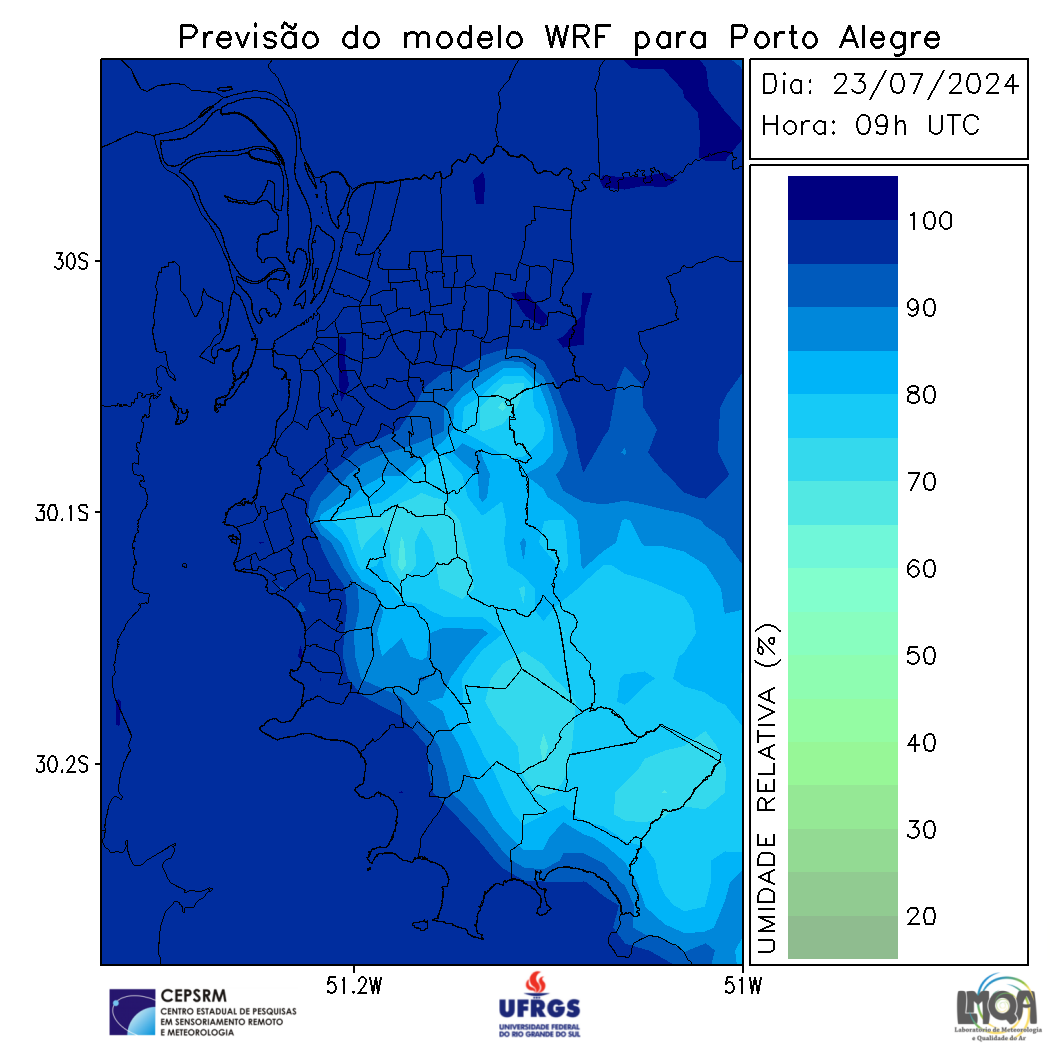 Previsão do modelo WRF para Porto Alegre
Dia: 23/07/2024
Hora: 09h UTC
30S
30.1S
30.2S
51.2W
51W
UMIDADE RELATIVA (%)
100
90
80
70
60
50
40
30
20
CEPSRM
CENTRO ESTADUAL DE PESQUISAS
EM SENSORIAMENTO REMOTO
E METEOROLOGIA
UFRGS
UNIVERSIDADE FEDERAL
DO RIO GRANDE DO SUL
LMQA
Laboratório de Meteorologia
e Qualidade do Ar